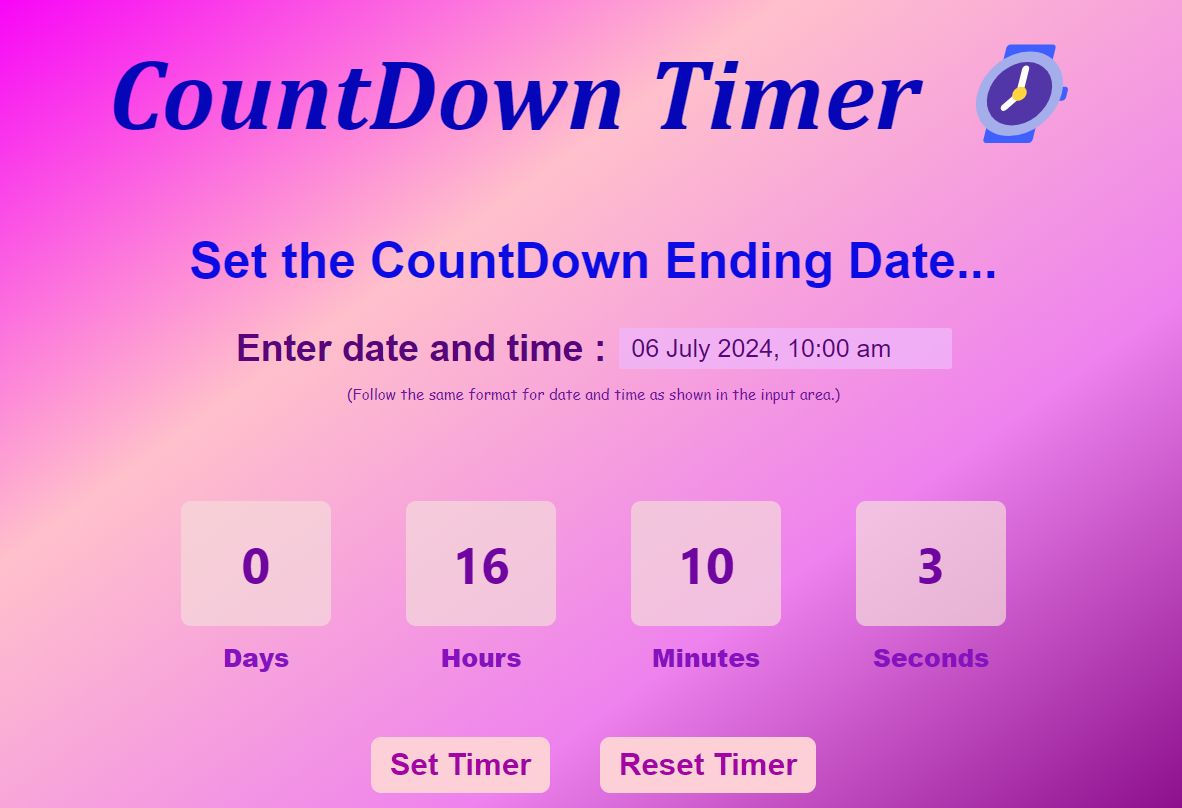 CountDown Timer
Set the CountDown Ending Date...
Enter date and time : 06 July 2024, 10:00 am
(Follow the same format for date and time as shown in the input area.)
0 16 10 3
Days Hours Minutes Seconds
Set Timer Reset Timer